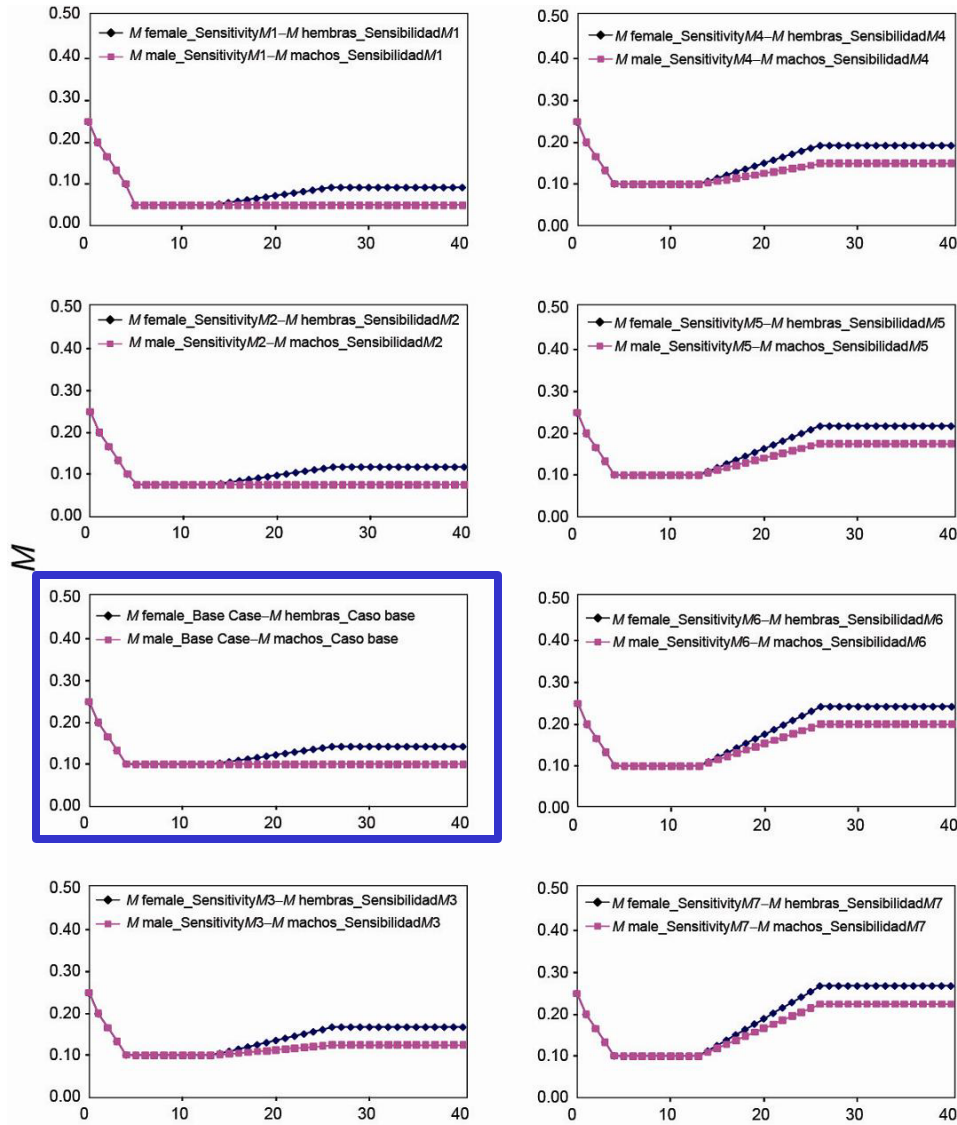 0.50
M female_SensitivityM1–M hembras_SensibilidadM1
0.40
M male_SensitivityM1–M machos_SensibilidadM1
0.30
0.20
0.10
0.00
0 10 20 30 40
0.50
M female_SensitivityM4–M hembras_SensibilidadM4
0.40
M male_SensitivityM4–M machos_SensibilidadM4
0.30
0.20
0.10
0.00
0 10 20 30 40
0.50
M female_SensitivityM2–M hembras_SensibilidadM2
0.40
M male_SensitivityM2–M machos_SensibilidadM2
0.30
0.20
0.10
0.00
0 10 20 30 40
0.50
M female_SensitivityM5–M hembras_SensibilidadM5
0.40
M male_SensitivityM5–M machos_SensibilidadM5
0.30
0.20
0.10
0.00
0 10 20 30 40
M
0.50
M female_Base Case–M hembras_Caso base
0.40
M male_Base Case–M machos_Caso base
0.30
0.20
0.10
0.00
0 10 20 30 40
0.50
M female_SensitivityM6–M hembras_SensibilidadM6
0.40
M male_SensitivityM6–M machos_SensibilidadM6
0.30
0.20
0.10
0.00
0 10 20 30 40
0.50
M female_SensitivityM3–M hembras_SensibilidadM3
0.40
M male_SensitivityM3–M machos_SensibilidadM3
0.30
0.20
0.10
0.00
0 10 20 30 40
0.50
M female_SensitivityM7–M hembras_SensibilidadM7
0.40
M male_SensitivityM7–M machos_SensibilidadM7
0.30
0.20
0.10
0.00
0 10 20 30 40